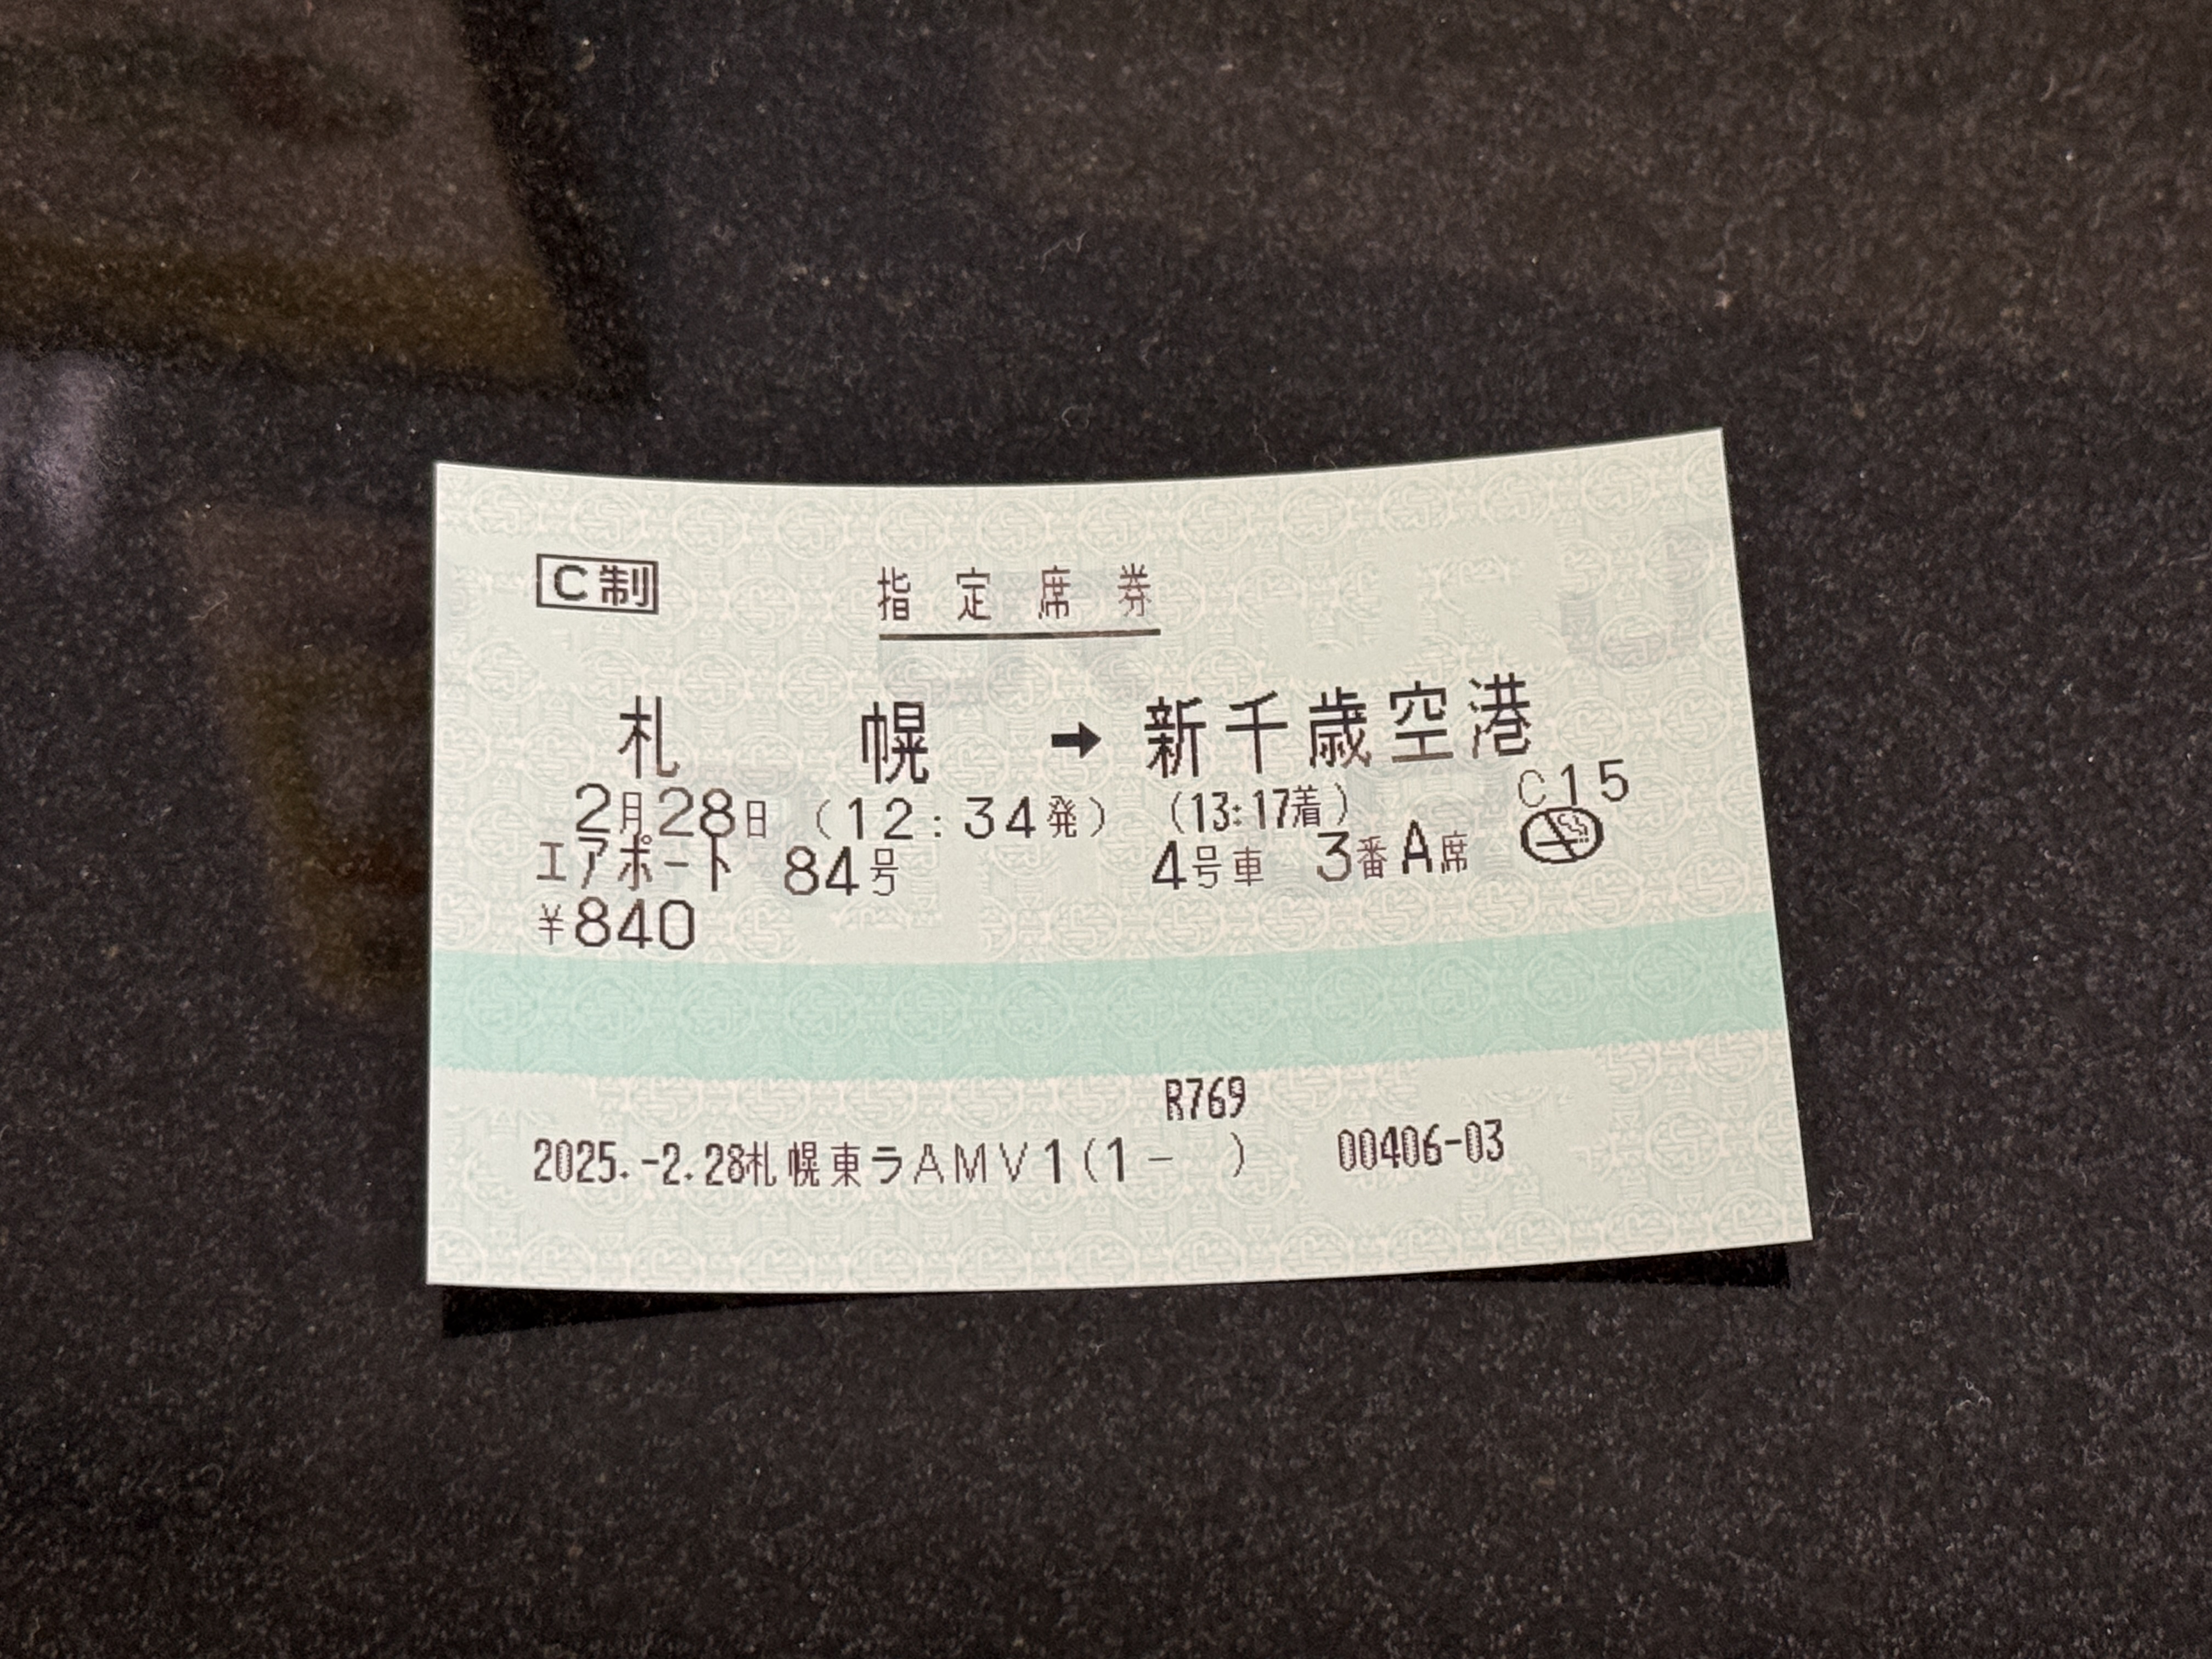 C制 指定席券
札幌 ➡ 新千歳空港
2月28日 (12:34発) (13:17着) C15
エアポート 84号 4号車 3番A席
¥840
R769
2025.-2.28札幌東ラAMV1(1- ) 00406-03